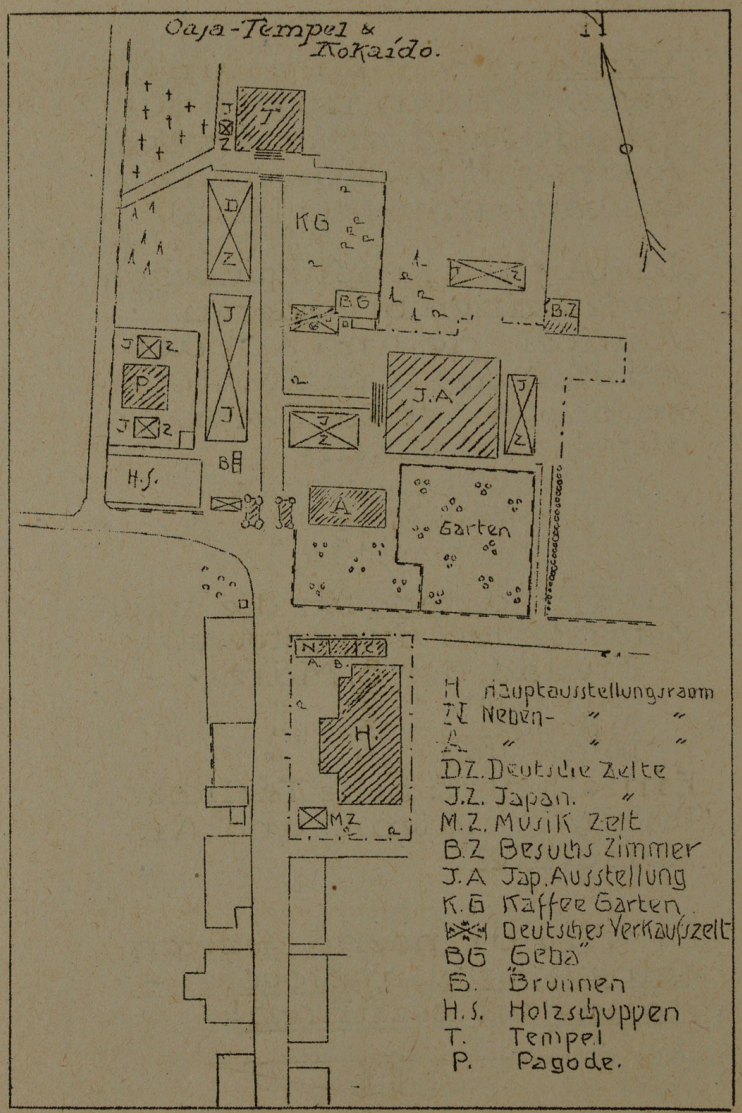 Oaja-Tempel &
Kokaido.
N
J
Z
T
D
Z
KG
J Z
BG
B.Z
J
J
J Z
P
J Z
J.A
J
Z
J
Z
B
H.S.
A
Garten
N
A. B.
H.
M.Z
H Hauptausstellungsraum
N Neben- " "
A " " "
D.Z. Deutsche Zelte
J.Z. Japan. "
M.Z. Musik Zelt
B.Z Besuchs Zimmer
J.A Jap. Ausstellung
K.G Kaffee Garten
Deutsches Verkaufszelt
BG "Geba"
B. Brunnen
H.S. Holzschuppen
T. Tempel
P. Pagode.